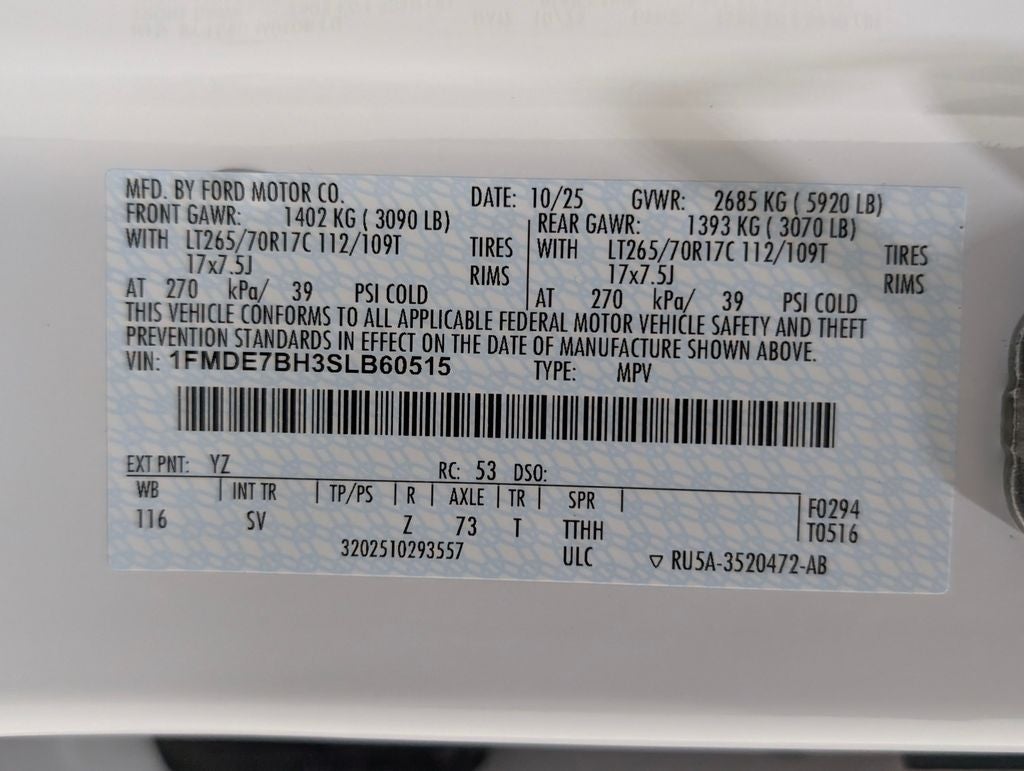 MFD. BY FORD MOTOR CO. DATE: 10/25 GVWR: 2685 KG ( 5920 LB)
FRONT GAWR: 1402 KG ( 3090 LB) REAR GAWR: 1393 KG ( 3070 LB)
WITH LT265/70R17C 112/109T TIRES WITH LT265/70R17C 112/109T TIRES
17x7.5J RIMS 17x7.5J RIMS
AT 270 kPa/ 39 PSI COLD AT 270 kPa/ 39 PSI COLD
THIS VEHICLE CONFORMS TO ALL APPLICABLE FEDERAL MOTOR VEHICLE SAFETY AND THEFT
PREVENTION STANDARDS IN EFFECT ON THE DATE OF MANUFACTURE SHOWN ABOVE.
VIN: 1FMDE7BH3SLB60515 TYPE: MPV
EXT PNT: YZ RC: 53 DSO:
WB INT TR TP/PS R AXLE TR SPR F0294
116 SV Z 73 T TTHH T0516
3202510293557 ULC ▽ RU5A-3520472-AB